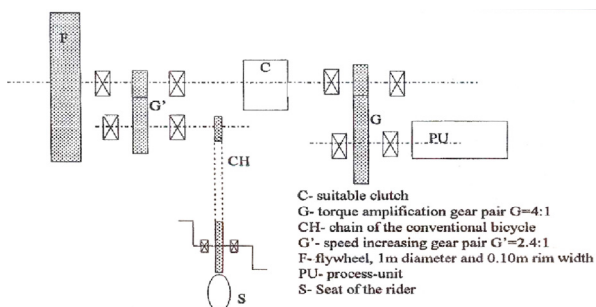 F
C
G'
G
PU
CH
S
C- suitable clutch
G- torque amplification gear pair G=4:1
CH- chain of the conventional bicycle
G'- speed increasing gear pair G'=2.4:1
F- flywheel, 1m diameter and 0.10m rim width
PU- process-unit
S- Seat of the rider